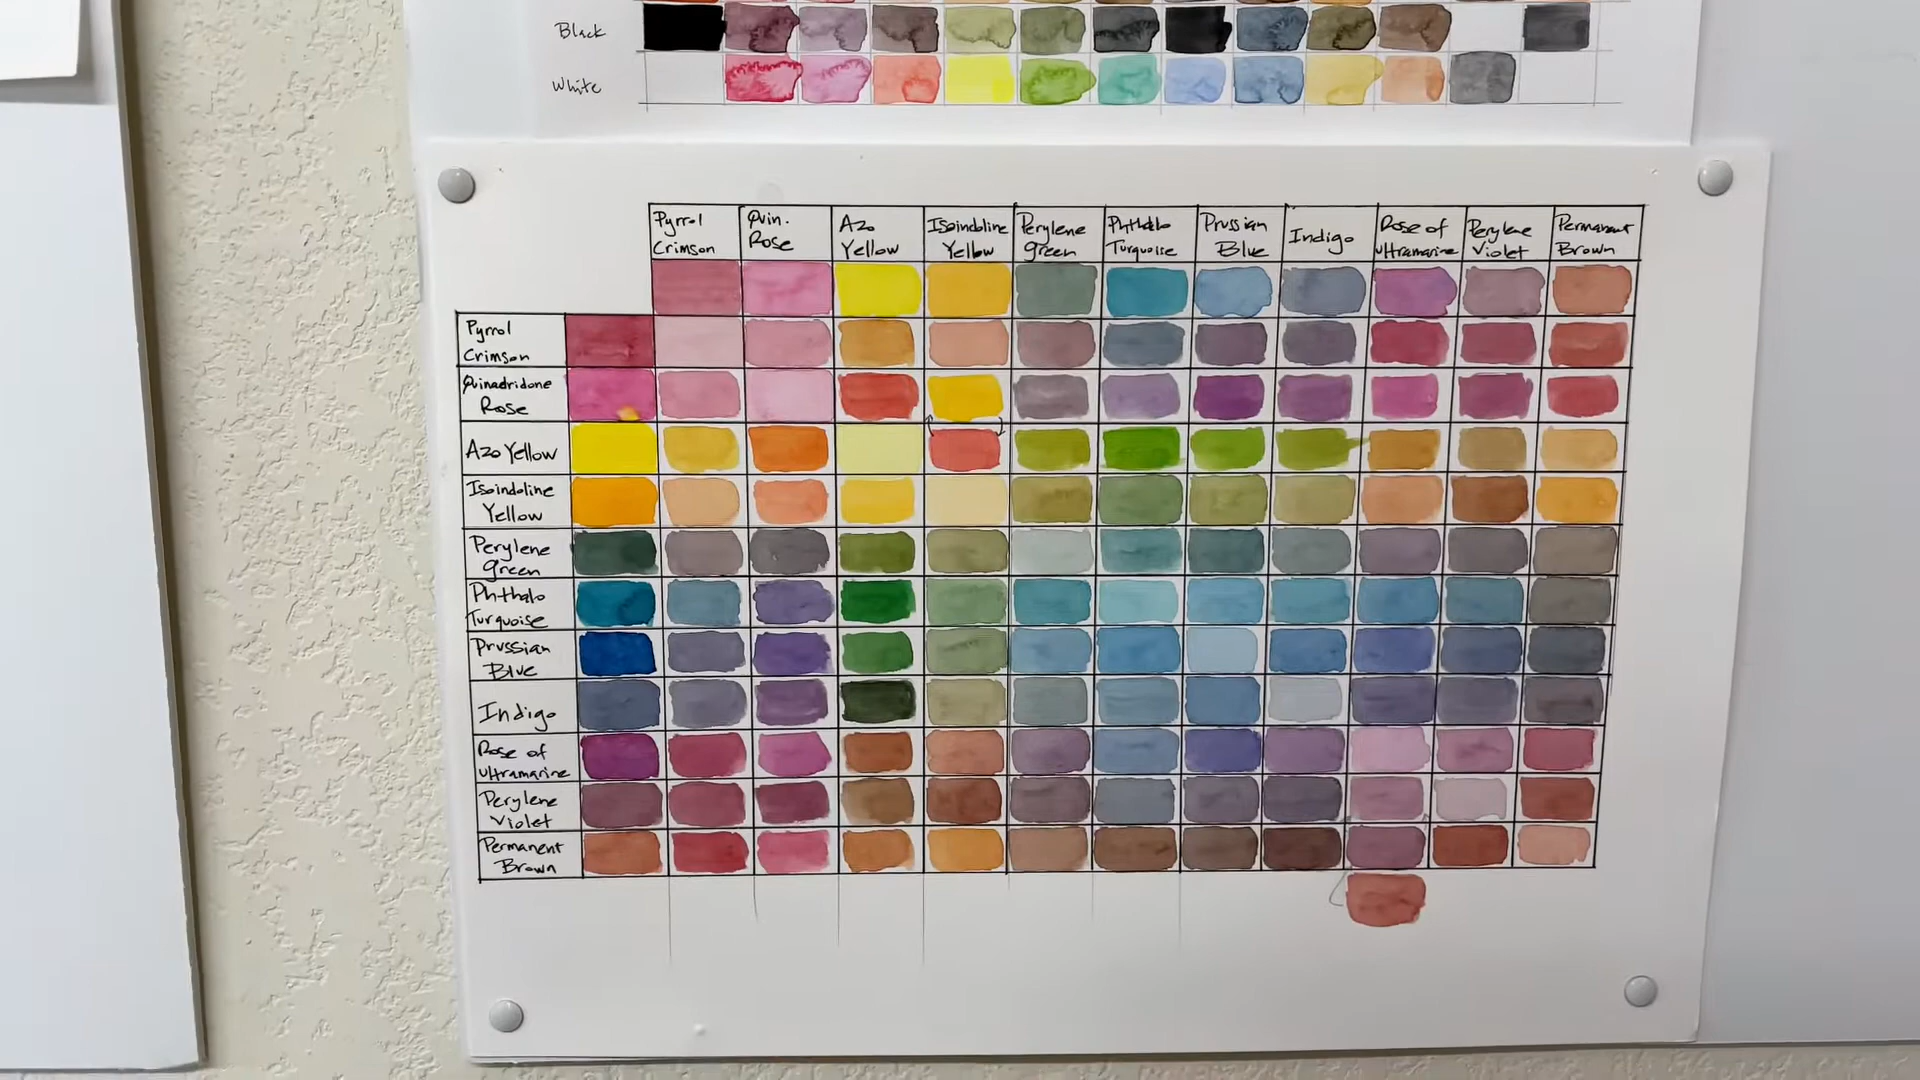 Black
White
Pyrrol
Crimson
Quin.
Rose
Azo
Yellow
Isoindoline
Yellow
Perylene
green
Phthalo
Turquoise
Prussian
Blue
Indigo
Rose of
ultramarine
Perylene
Violet
Permanent
Brown
Pyrrol
Crimson
Quinadridone
Rose
Azo Yellow
Isoindoline
Yellow
Perylene
green
Phthalo
Turquoise
Prussian
Blue
Indigo
Rose of
ultramarine
Perylene
Violet
Permanent
Brown